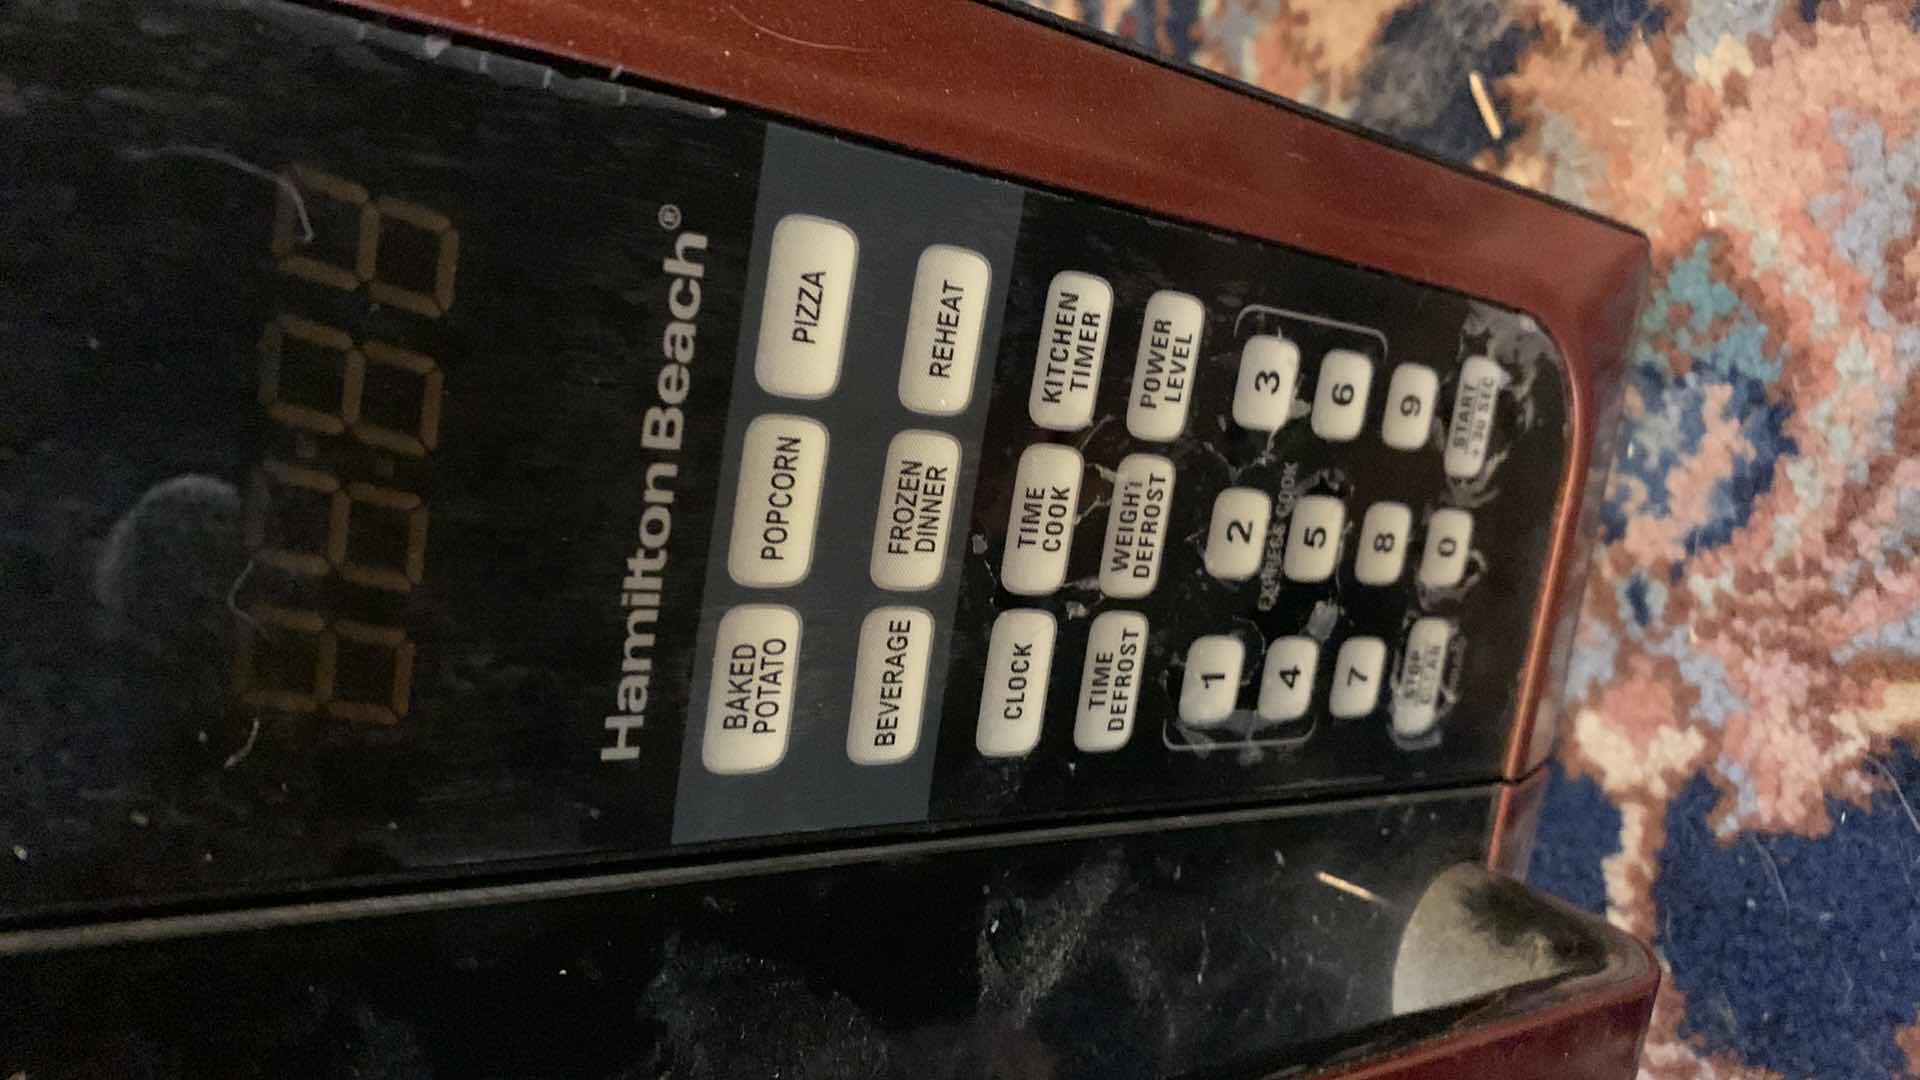 Hamilton Beach®
BAKED
POTATO
POPCORN
PIZZA
BEVERAGE
FROZEN
DINNER
REHEAT
CLOCK
TIME
COOK
KITCHEN
TIMER
TIME
DEFROST
WEIGHT
DEFROST
POWER
LEVEL
1
2
3
EXPRESS COOK
4
5
6
7
8
9
STOP
CLEAR
0
START
+30 SEC